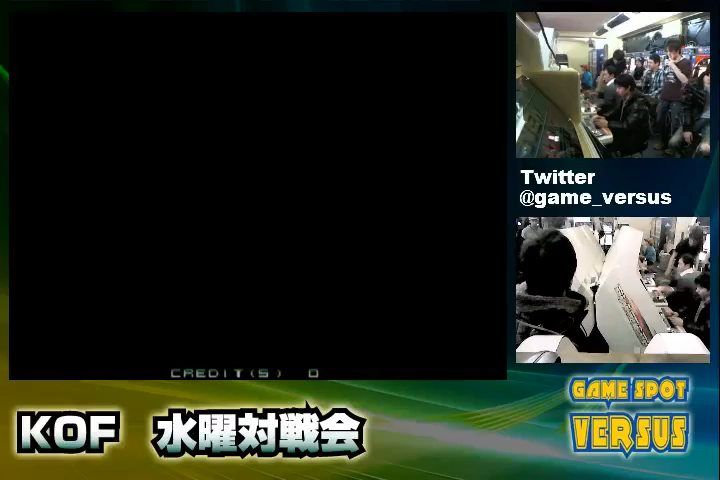 Twitter
@game_versus
CREDIT(S) 0
KOF 水曜対戦会
GAME SPOT
VERSUS